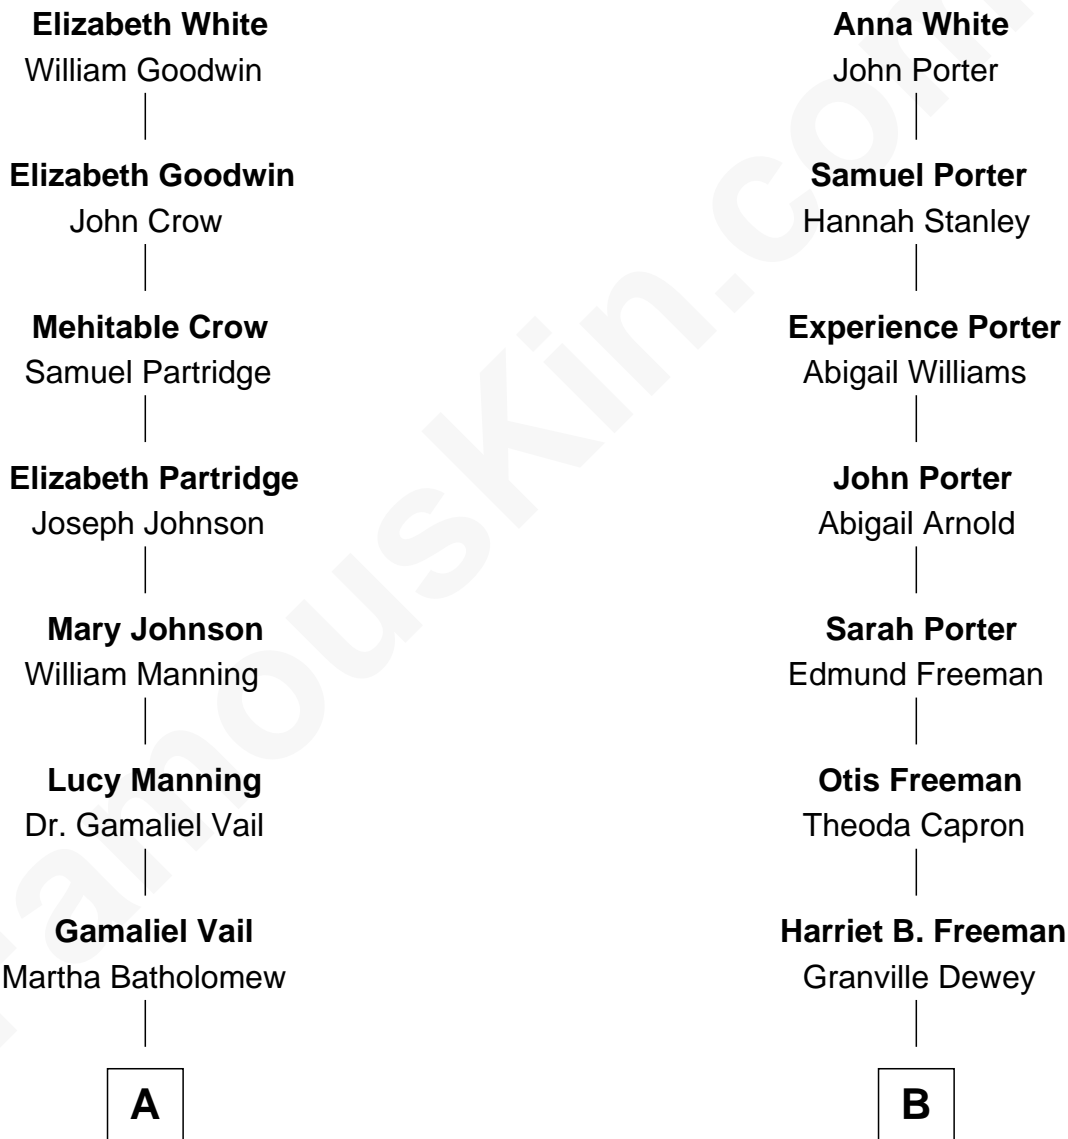 Elizabeth White
William Goodwin
Elizabeth Goodwin
John Crow
Mehitable Crow
Samuel Partridge
Elizabeth Partridge
Joseph Johnson
Mary Johnson
William Manning
Lucy Manning
Dr. Gamaliel Vail
Gamaliel Vail
Martha Batholomew
A
Anna White
John Porter
Samuel Porter
Hannah Stanley
Experience Porter
Abigail Williams
John Porter
Abigail Arnold
Sarah Porter
Edmund Freeman
Otis Freeman
Theoda Capron
Harriet B. Freeman
Granville Dewey
B
FamousKin.com